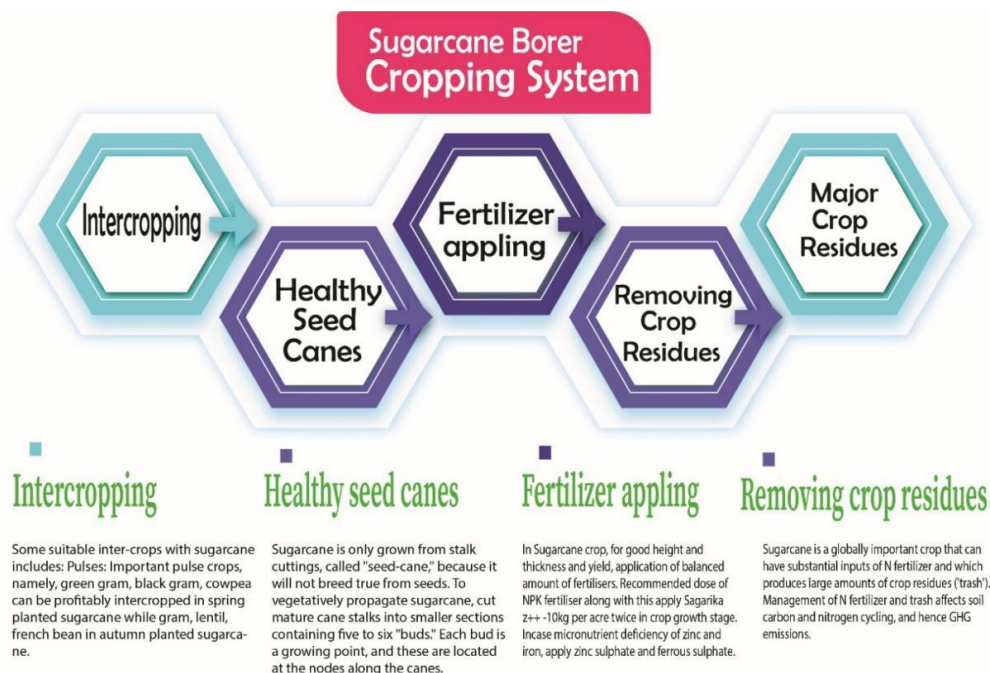 Sugarcane Borer
Cropping System
Intercropping
Healthy
Seed
Canes
Fertilizer
appling
Removing
Crop
Residues
Major
Crop
Residues
Intercropping
Some suitable inter-crops with sugarcane
includes: Pulses: Important pulse crops,
namely, green gram, black gram, cowpea
can be profitably intercropped in spring
planted sugarcane while gram, lentil,
french bean in autumn planted sugarca-
ne.
Healthy seed canes
Sugarcane is only grown from stalk
cuttings, called "seed-cane," because it
will not breed true from seeds. To
vegetatively propagate sugarcane, cut
mature cane stalks into smaller sections
containing five to six "buds." Each bud is
a growing point, and these are located
at the nodes along the canes.
Fertilizer appling
In Sugarcane crop, for good height and
thickness and yield, application of balanced
amount of fertilisers. Recommended dose of
NPK fertiliser along with this apply Sagarika
z++ -10kg per acre twice in crop growth stage.
Incase micronutrient deficiency of zinc and
iron, apply zinc sulphate and ferrous sulphate.
Removing crop residues
Sugarcane is a globally important crop that can
have substantial inputs of N fertilizer and which
produces large amounts of crop residues ('trash').
Management of N fertilizer and trash affects soil
carbon and nitrogen cycling, and hence GHG
emissions.